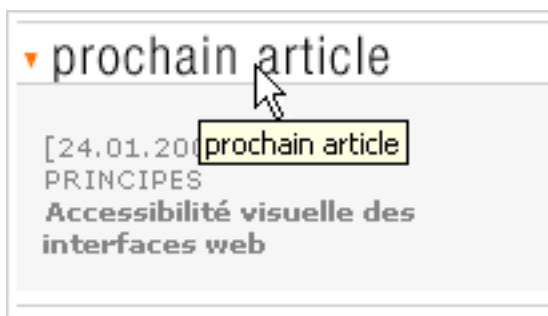 prochain article
prochain article
[24.01.20
PRINCIPES
Accessibilité visuelle des
interfaces web